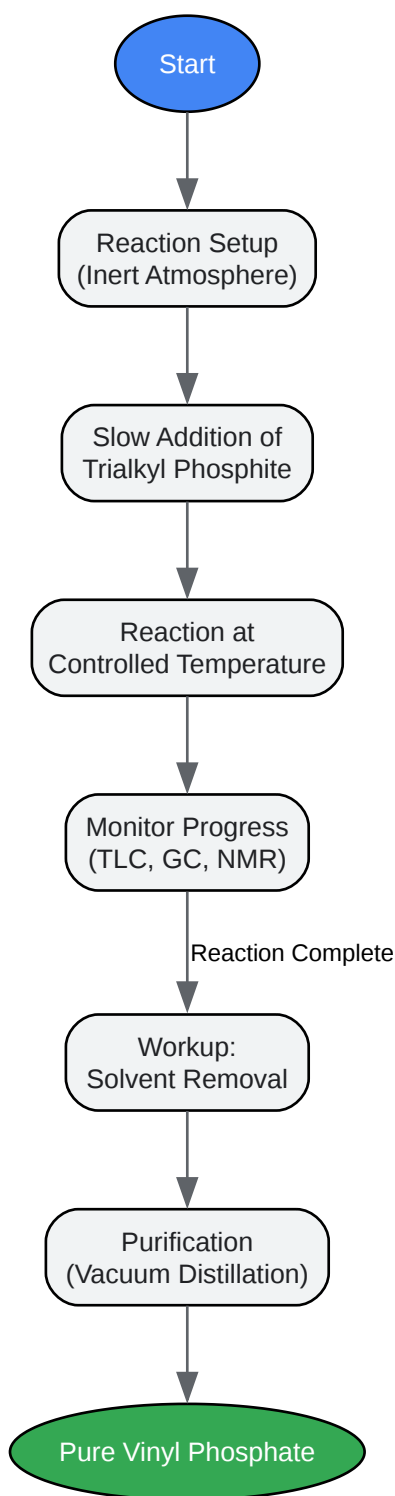 Start
Reaction Setup
(Inert Atmosphere)
Slow Addition of
Trialkyl Phosphite
Reaction at
Controlled Temperature
Monitor Progress
(TLC, GC, NMR)
Reaction Complete
Workup:
Solvent Removal
Purification
(Vacuum Distillation)
Pure Vinyl Phosphate